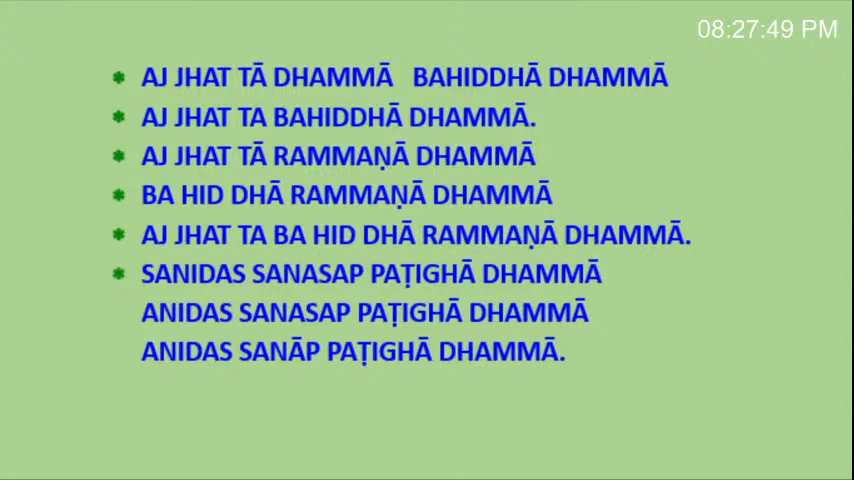 08:27:49 PM
AJ JHAT TĀ DHAMMĀ BAHIDDHĀ DHAMMĀ
AJ JHAT TA BAHIDDHĀ DHAMMĀ.
AJ JHAT TĀ RAMMAṆĀ DHAMMĀ
BA HID DHĀ RAMMAṆĀ DHAMMĀ
AJ JHAT TA BA HID DHĀ RAMMAṆĀ DHAMMĀ.
SANIDAS SANASAP PAṬIGHĀ DHAMMĀ
ANIDAS SANASAP PAṬIGHĀ DHAMMĀ
ANIDAS SANĀP PAṬIGHĀ DHAMMĀ.